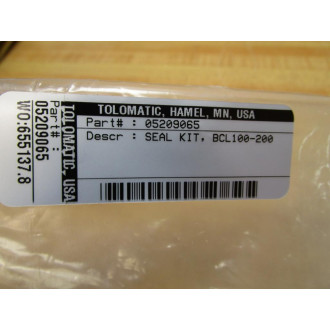 TOLOMATIC, HAMEL, MN, USA
Part# : 05209065
Descr : SEAL KIT, BCL100-200
TOLOMATIC, USA
Part# :
05209065
WO:655137.8